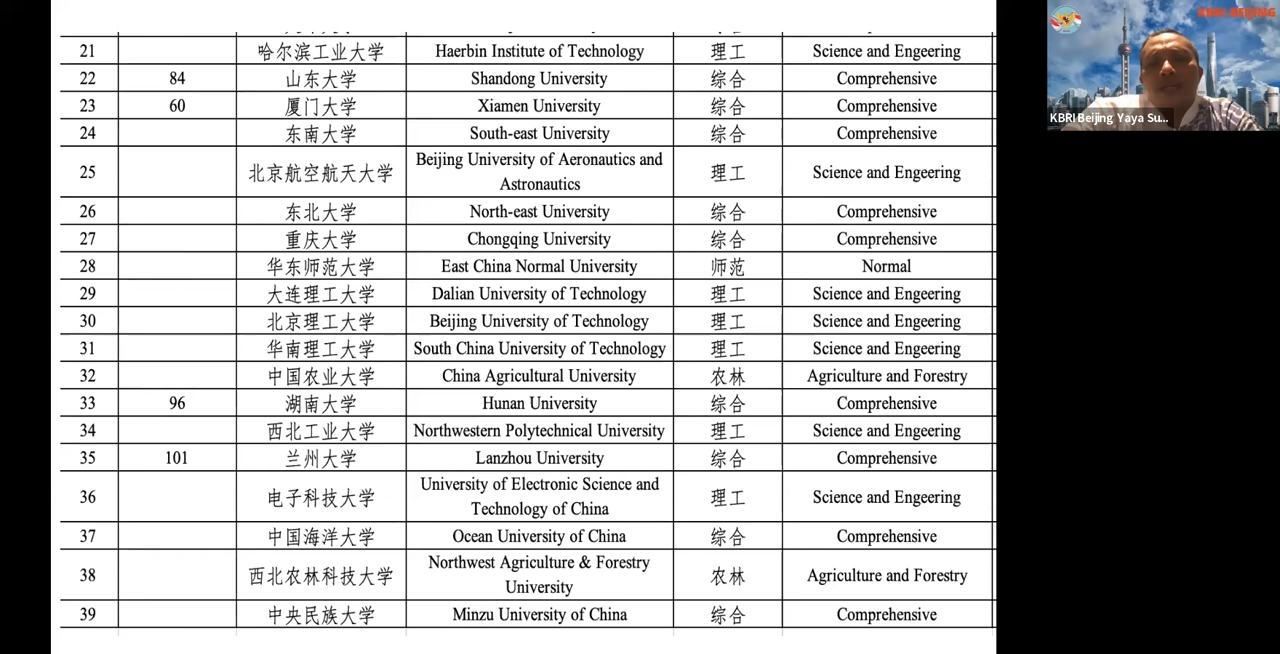 KBRI BEIJING
21 哈尔滨工业大学 Haerbin Institute of Technology 理工 Science and Engeering
22 84 山东大学 Shandong University 综合 Comprehensive
23 60 厦门大学 Xiamen University 综合 Comprehensive
24 东南大学 South-east University 综合 Comprehensive
25 北京航空航天大学 Beijing University of Aeronautics and
Astronautics 理工 Science and Engeering
26 东北大学 North-east University 综合 Comprehensive
27 重庆大学 Chongqing University 综合 Comprehensive
28 华东师范大学 East China Normal University 师范 Normal
29 大连理工大学 Dalian University of Technology 理工 Science and Engeering
30 北京理工大学 Beijing University of Technology 理工 Science and Engeering
31 华南理工大学 South China University of Technology 理工 Science and Engeering
32 中国农业大学 China Agricultural University 农林 Agriculture and Forestry
33 96 湖南大学 Hunan University 综合 Comprehensive
34 西北工业大学 Northwestern Polytechnical University 理工 Science and Engeering
35 101 兰州大学 Lanzhou University 综合 Comprehensive
36 电子科技大学 University of Electronic Science and
Technology of China 理工 Science and Engeering
37 中国海洋大学 Ocean University of China 综合 Comprehensive
38 西北农林科技大学 Northwest Agriculture & Forestry
University 农林 Agriculture and Forestry
39 中央民族大学 Minzu University of China 综合 Comprehensive
KBRI Beijing Yaya Su...